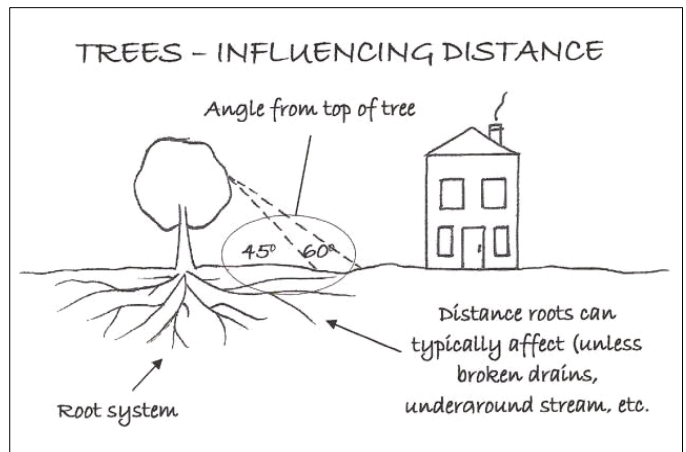 TREES – INFLUENCING DISTANCE
Angle from top of tree
45° 60°
Distance roots can
typically affect (unless
broken drains,
underground stream, etc.
Root system